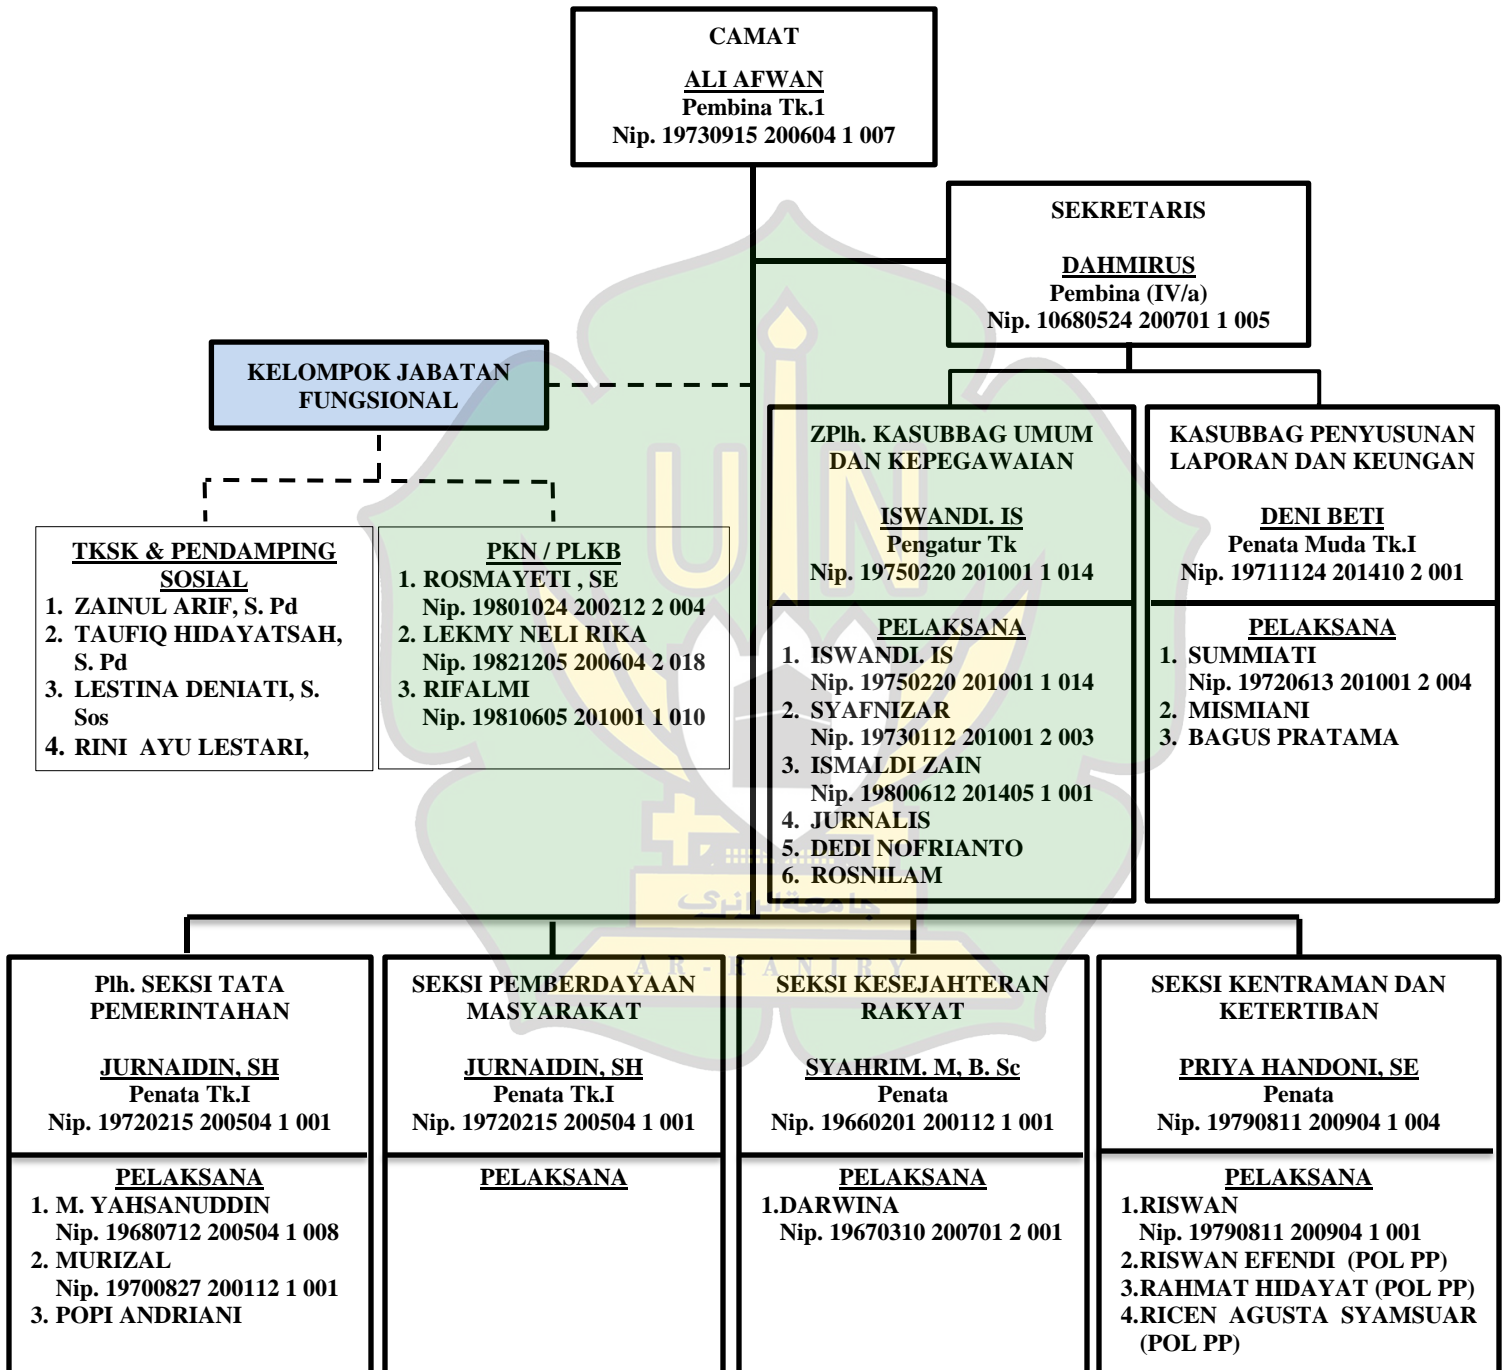 CAMAT
ALI AFWAN
Pembina Tk.1
Nip. 19730915 200604 1 007
SEKRETARIS
DAHMIRUS
Pembina (IV/a)
Nip. 10680524 200701 1 005
KELOMPOK JABATAN
FUNGSIONAL
ZPlh. KASUBBAG UMUM
DAN KEPEGAWAIAN
ISWANDI. IS
Pengatur Tk
Nip. 19750220 201001 1 014
PELAKSANA
1. ISWANDI. IS
Nip. 19750220 201001 1 014
2. SYAFNIZAR
Nip. 19730112 201001 2 003
3. ISMALDI ZAIN
Nip. 19800612 201405 1 001
4. JURNALIS
5. DEDI NOFRIANTO
6. ROSNILAM
KASUBBAG PENYUSUNAN
LAPORAN DAN KEUNGAN
DENI BETI
Penata Muda Tk.I
Nip. 19711124 201410 2 001
PELAKSANA
1. SUMMIATI
Nip. 19720613 201001 2 004
2. MISMIANI
3. BAGUS PRATAMA
TKSK & PENDAMPING
SOSIAL
1. ZAINUL ARIF, S. Pd
2. TAUFIQ HIDAYATSAH,
S. Pd
3. LESTINA DENIATI, S.
Sos
4. RINI AYU LESTARI,
PKN / PLKB
1. ROSMAYETI , SE
Nip. 19801024 200212 2 004
2. LEKMY NELI RIKA
Nip. 19821205 200604 2 018
3. RIFALMI
Nip. 19810605 201001 1 010
UIN
جامعة الرانري
AR-RANIRY
Plh. SEKSI TATA
PEMERINTAHAN
JURNAIDIN, SH
Penata Tk.I
Nip. 19720215 200504 1 001
PELAKSANA
1. M. YAHSANUDDIN
Nip. 19680712 200504 1 008
2. MURIZAL
Nip. 19700827 200112 1 001
3. POPI ANDRIANI
SEKSI PEMBERDAYAAN
MASYARAKAT
JURNAIDIN, SH
Penata Tk.I
Nip. 19720215 200504 1 001
PELAKSANA
SEKSI KESEJAHTERAN
RAKYAT
SYAHRIM. M, B. Sc
Penata
Nip. 19660201 200112 1 001
PELAKSANA
1.DARWINA
Nip. 19670310 200701 2 001
SEKSI KENTRAMAN DAN
KETERTIBAN
PRIYA HANDONI, SE
Penata
Nip. 19790811 200904 1 004
PELAKSANA
1.RISWAN
Nip. 19790811 200904 1 001
2.RISWAN EFENDI (POL PP)
3.RAHMAT HIDAYAT (POL PP)
4.RICEN AGUSTA SYAMSUAR
(POL PP)